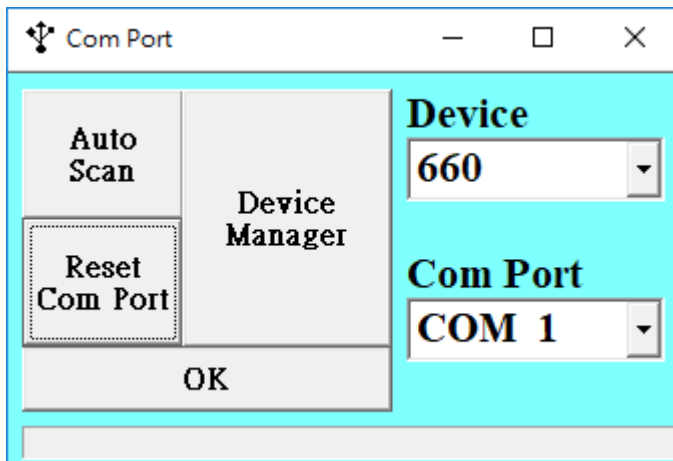 Com Port
Auto
Scan
Device
Manager
Reset
Com Port
OK
Device
660
Com Port
COM 1